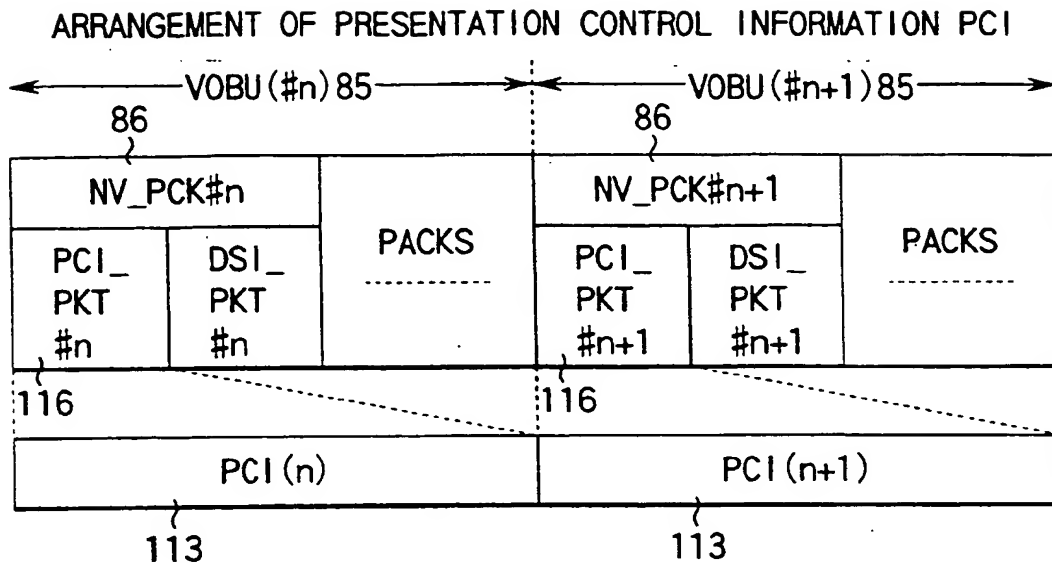 ARRANGEMENT OF PRESENTATION CONTROL INFORMATION PCI
VOBU(#n)85
VOBU(#n+1)85
86
86
NV_PCK#n
PACKS
NV_PCK#n+1
PACKS
PCI_
PKT
#n
DSI_
PKT
#n
PCI_
PKT
#n+1
DSI_
PKT
#n+1
116
116
PCI(n)
PCI(n+1)
113
113